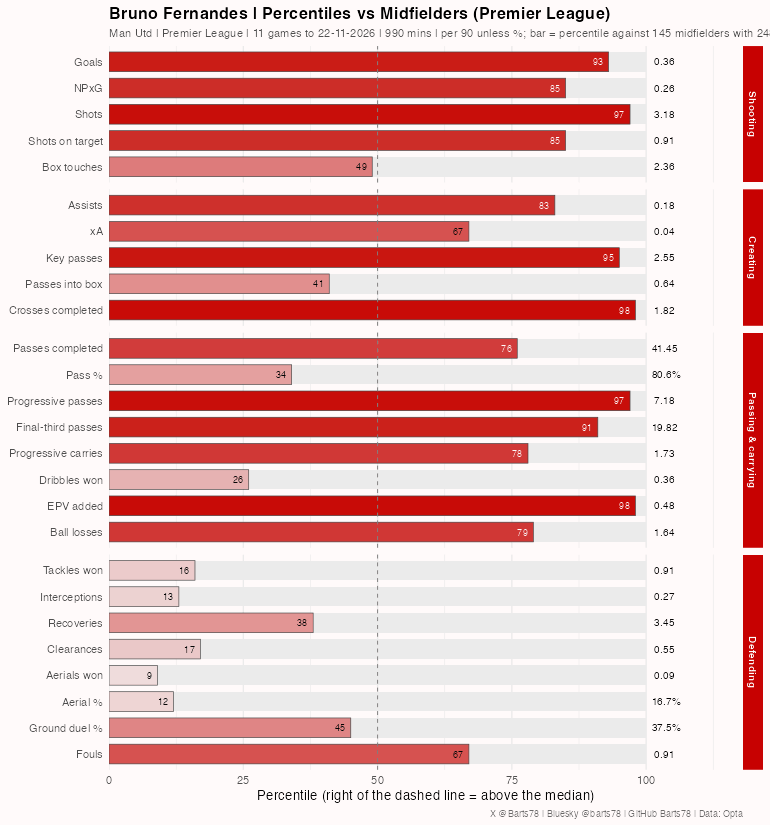 Bruno Fernandes | Percentiles vs Midfielders (Premier League)
Man Utd | Premier League | 11 games to 22-11-2026 | 990 mins | per 90 unless %; bar = percentile against 145 midfielders with 24
Goals 93 0.36
NPxG 85 0.26
Shots 97 3.18
Shots on target 85 0.91
Box touches 49 2.36
Shooting
Assists 83 0.18
xA 67 0.04
Key passes 95 2.55
Passes into box 41 0.64
Crosses completed 98 1.82
Creating
Passes completed 76 41.45
Pass % 34 80.6%
Progressive passes 97 7.18
Final-third passes 91 19.82
Progressive carries 78 1.73
Dribbles won 26 0.36
EPV added 98 0.48
Ball losses 79 1.64
Passing & carrying
Tackles won 16 0.91
Interceptions 13 0.27
Recoveries 38 3.45
Clearances 17 0.55
Aerials won 9 0.09
Aerial % 12 16.7%
Ground duel % 45 37.5%
Fouls 67 0.91
Defending
0 25 50 75 100
Percentile (right of the dashed line = above the median)
X @Barts78 | Bluesky @barts78 | GitHub Barts78 | Data: Opta